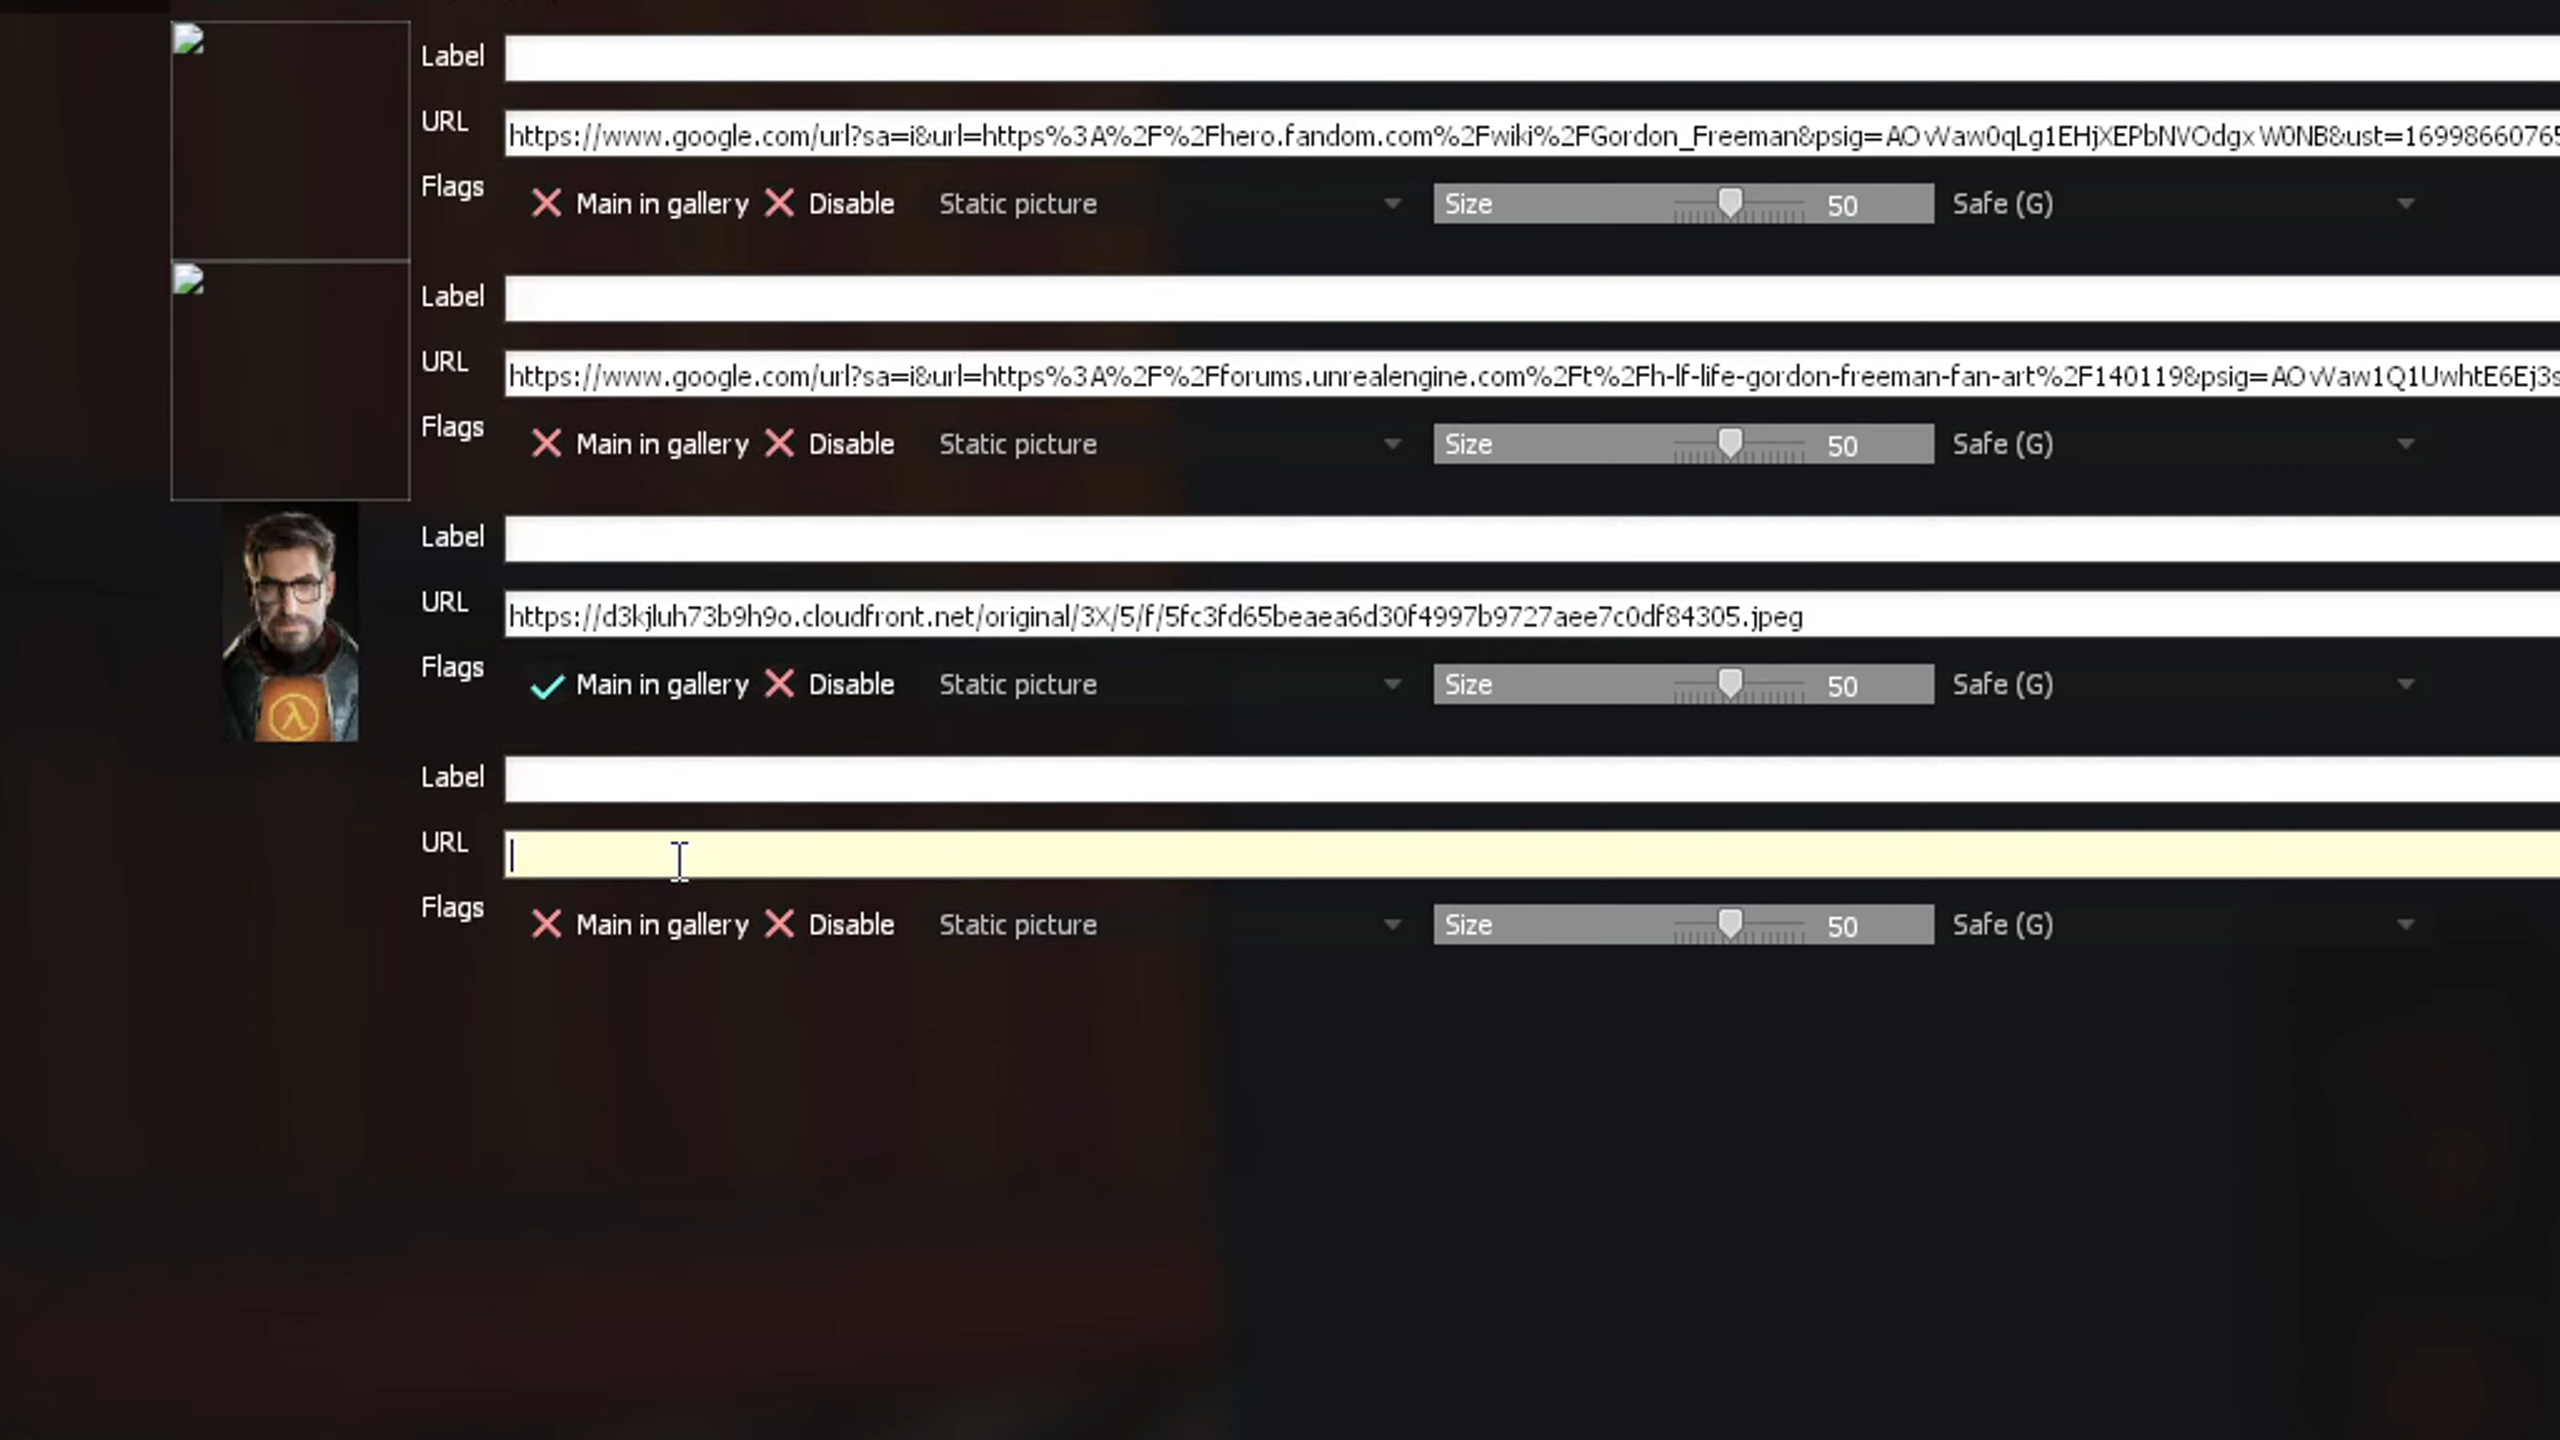 Label
URL https://www.google.com/url?sa=i&url=https%3A%2F%2Fhero.fandom.com%2Fwiki%2FGordon_Freeman&psig=AOvVaw0qLg1EHjXEPbNVOdgxW0NB&ust=1699866076
Flags Main in gallery Disable Static picture Size 50 Safe (G)
Label
URL https://www.google.com/url?sa=i&url=https%3A%2F%2Fforums.unrealengine.com%2Ft%2Fh-lf-life-gordon-freeman-fan-art%2F140119&psig=AOvVaw1Q1UwhtE6Ej3s
Flags Main in gallery Disable Static picture Size 50 Safe (G)
Label
URL https://d3kjluh73b9h9o.cloudfront.net/original/3X/5/f/5fc3fd65beaea6d30f4997b9727aee7c0df84305.jpeg
Flags Main in gallery Disable Static picture Size 50 Safe (G)
Label
URL
Flags Main in gallery Disable Static picture Size 50 Safe (G)